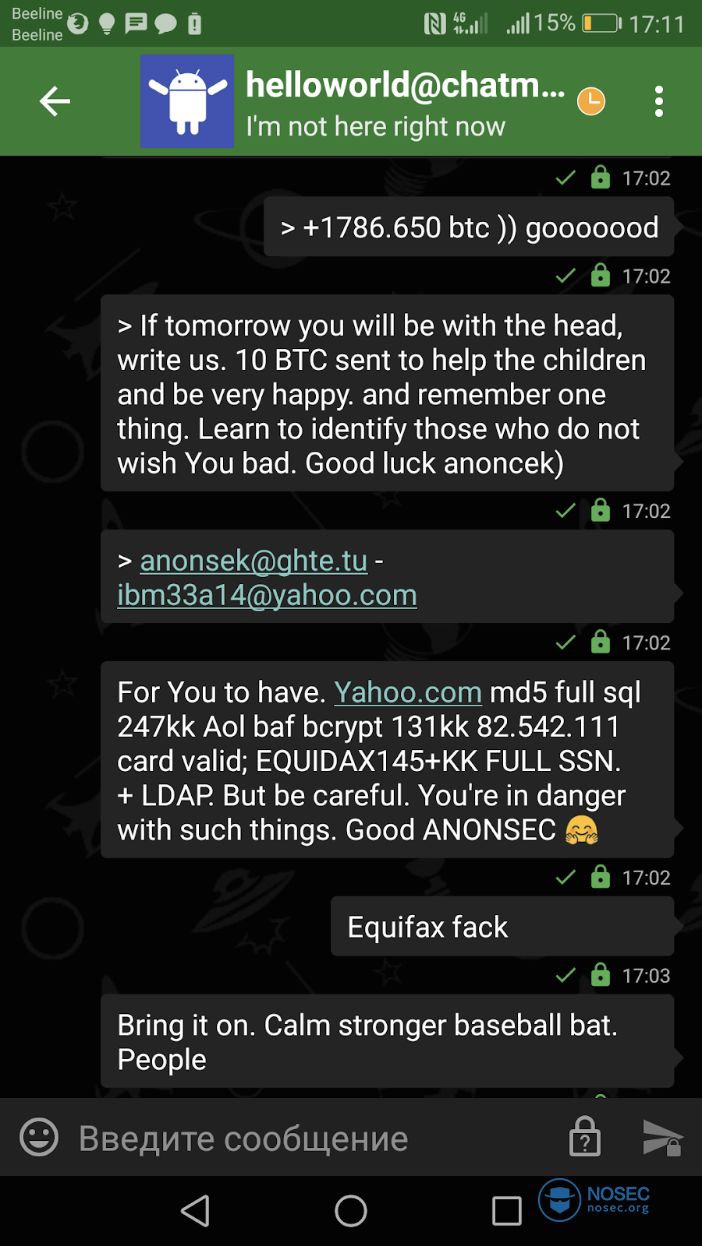 Beeline
Beeline
4G
15%
17:11
helloworld@chatm...
I'm not here right now
17:02
> +1786.650 btc )) gooooood
17:02
> If tomorrow you will be with the head,
write us. 10 BTC sent to help the children
and be very happy. and remember one
thing. Learn to identify those who do not
wish You bad. Good luck anoncek)
17:02
> anonsek@ghte.tu -
ibm33a14@yahoo.com
17:02
For You to have. Yahoo.com md5 full sql
247kk Aol baf bcrypt 131kk 82.542.111
card valid; EQUIDAX145+KK FULL SSN.
+ LDAP. But be careful. You're in danger
with such things. Good ANONSEC 🤗
17:02
Equifax fack
17:03
Bring it on. Calm stronger baseball bat.
People
Введите сообщение
NOSEC
nosec.org